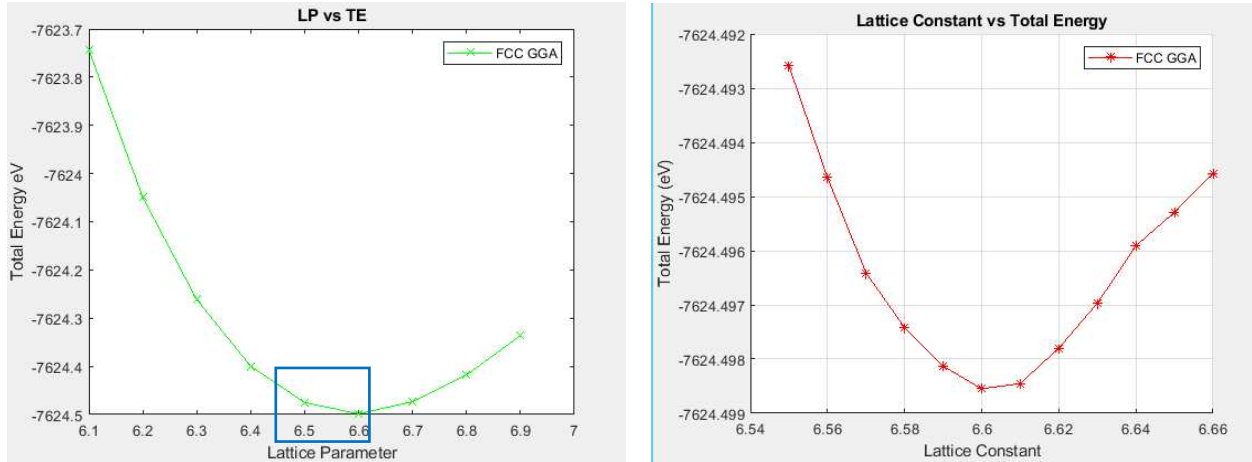 LP vs TE
FCC GGA
Total Energy eV
-7623.7
-7623.8
-7623.9
-7624
-7624.1
-7624.2
-7624.3
-7624.4
-7624.5
6.1 6.2 6.3 6.4 6.5 6.6 6.7 6.8 6.9 7
Lattice Parameter
Lattice Constant vs Total Energy
FCC GGA
Total Energy (eV)
-7624.492
-7624.493
-7624.494
-7624.495
-7624.496
-7624.497
-7624.498
-7624.499
6.54 6.56 6.58 6.6 6.62 6.64 6.66
Lattice Constant